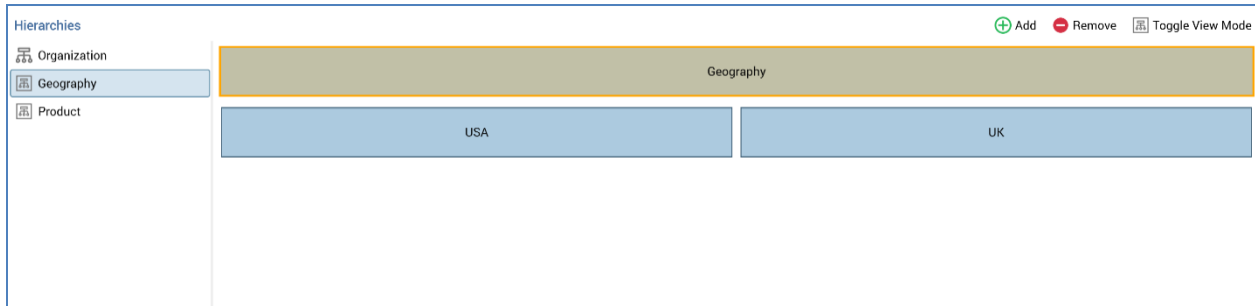 Hierarchies
Add Remove Toggle View Mode
Organization
Geography
Product
Geography
USA UK